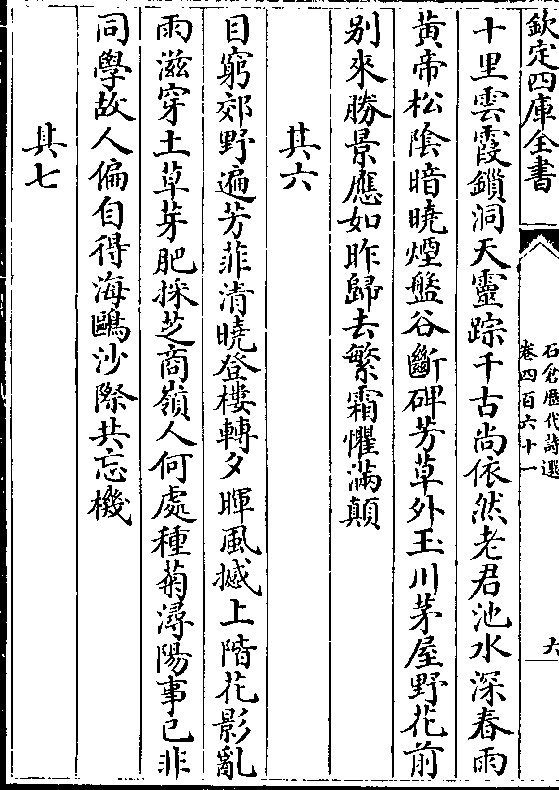 欽定四庫全書
石倉歷代詩選
卷四百六十一
六
十里雲霞鎖洞天靈踪千古尚依然老君池水深春雨
黄帝松陰暗曉煙盤谷斷碑芳草外玉川茅屋野花前
别來勝景應如昨歸去繁霜懼滿顛
其六
目窮郊野遍芳菲清曉登樓轉夕暉風撼上階花影亂
雨滋穿土草芽肥採芝商嶺人何處種菊潯陽事已非
同學故人偏自得海鷗沙際共忘機
其七